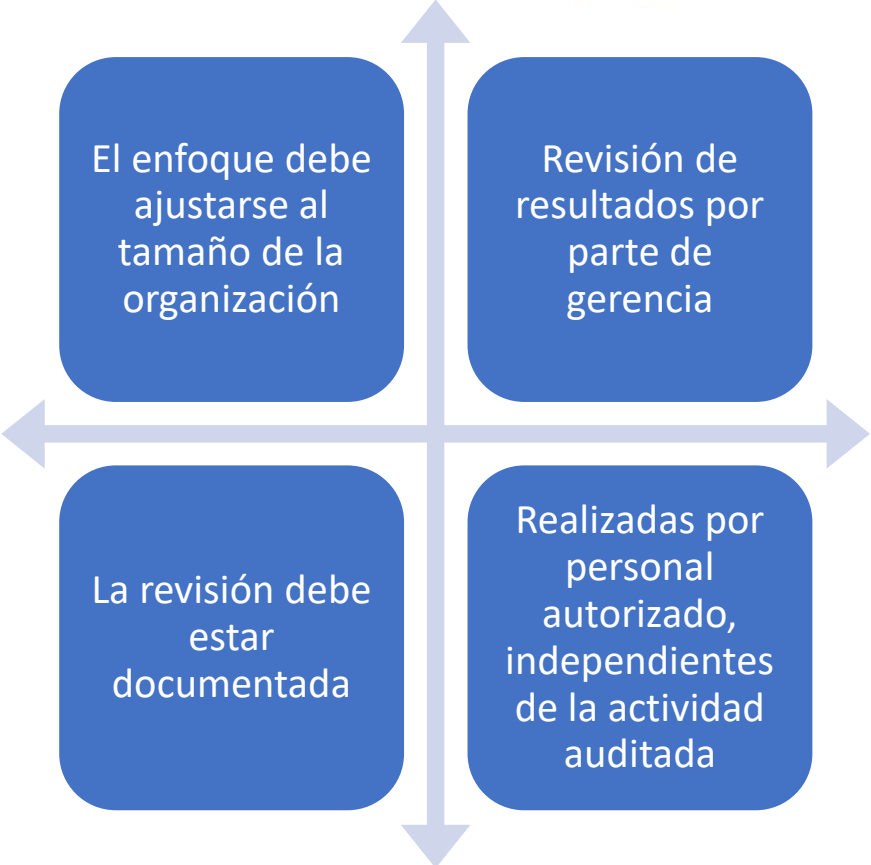 El enfoque debe
ajustarse al
tamaño de la
organización
Revisión de
resultados por
parte de
gerencia
La revisión debe
estar
documentada
Realizadas por
personal
autorizado,
independientes
de la actividad
auditada